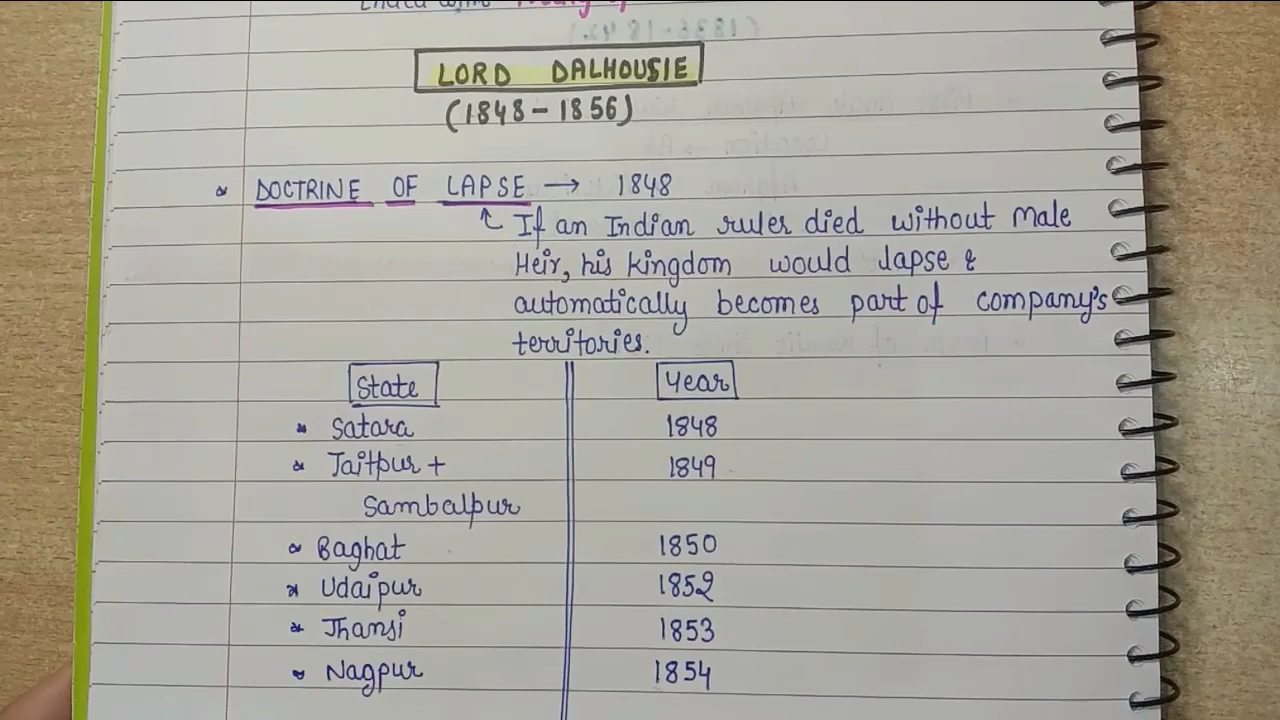 LORD DALHOUSIE
(1848 - 1856)
DOCTRINE OF LAPSE → 1848
If an Indian ruler died without Male
Heir, his kingdom would lapse &
automatically becomes part of company's
territories.
State Year
Satara 1848
Jaitpur + 1849
Sambalpur
Baghat 1850
Udaipur 1852
Jhansi 1853
Nagpur 1854